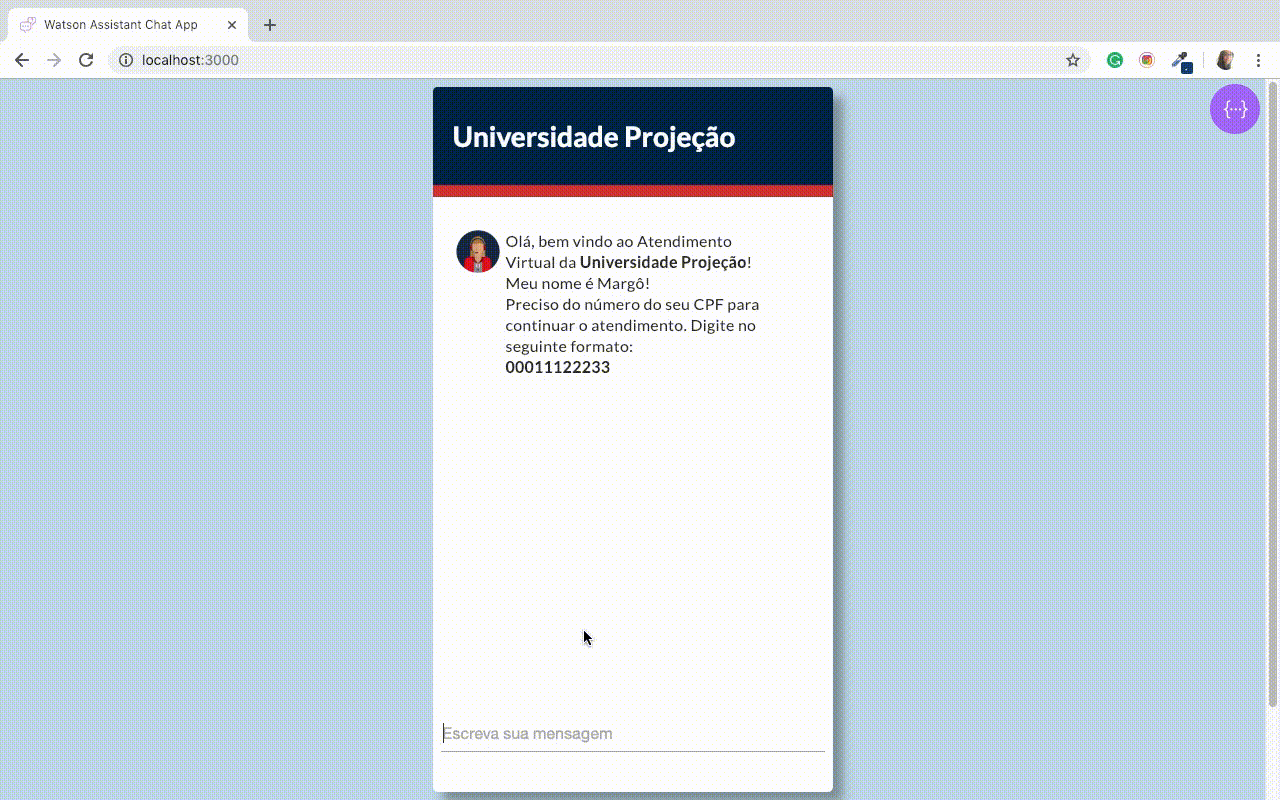 Watson Assistant Chat App
localhost:3000
{···}
Universidade Projeção
Olá, bem vindo ao Atendimento
Virtual da Universidade Projeção!
Meu nome é Margô!
Preciso do número do seu CPF para
continuar o atendimento. Digite no
seguinte formato:
00011122233
Escreva sua mensagem